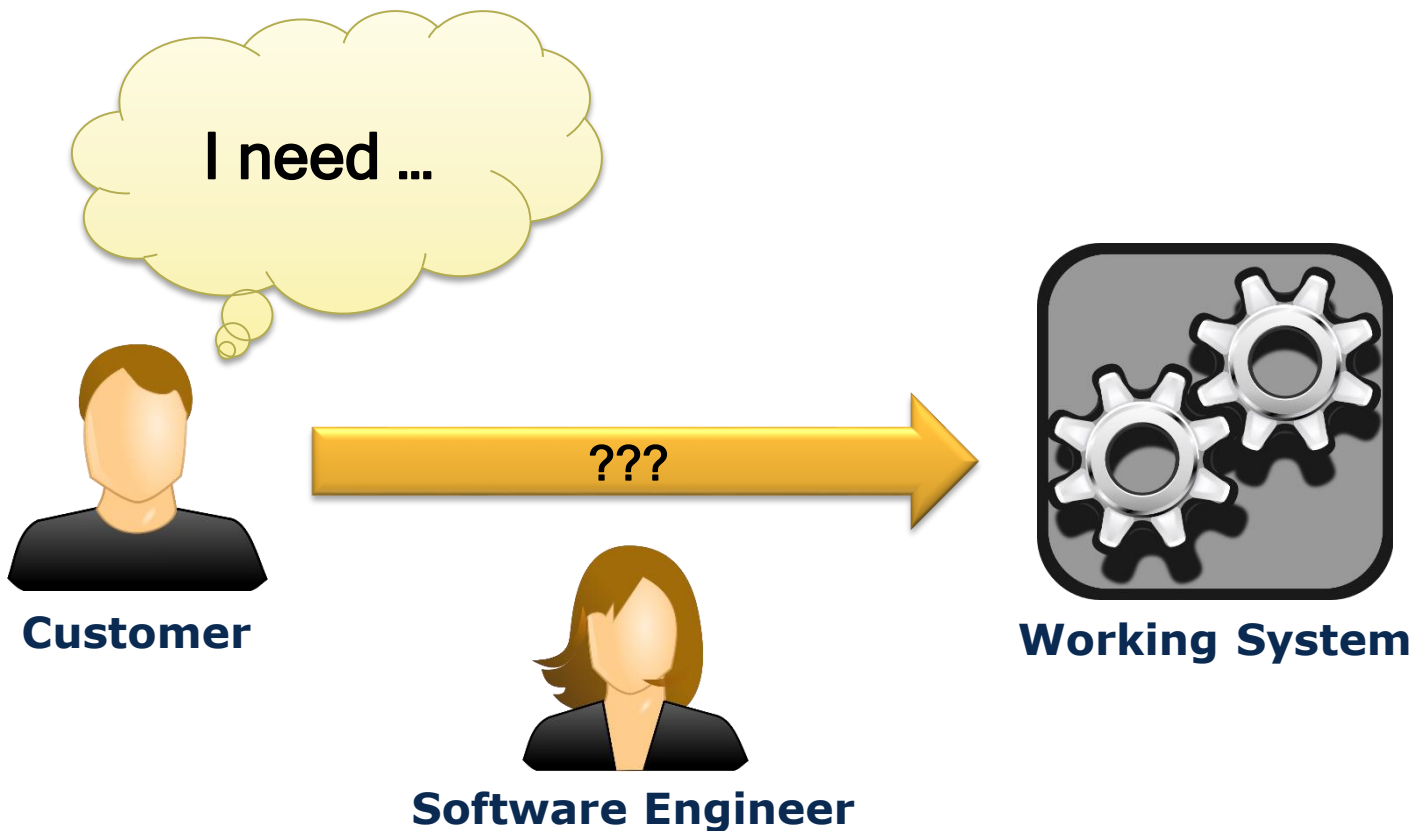 I need ...
???
Customer
Working System
Software Engineer